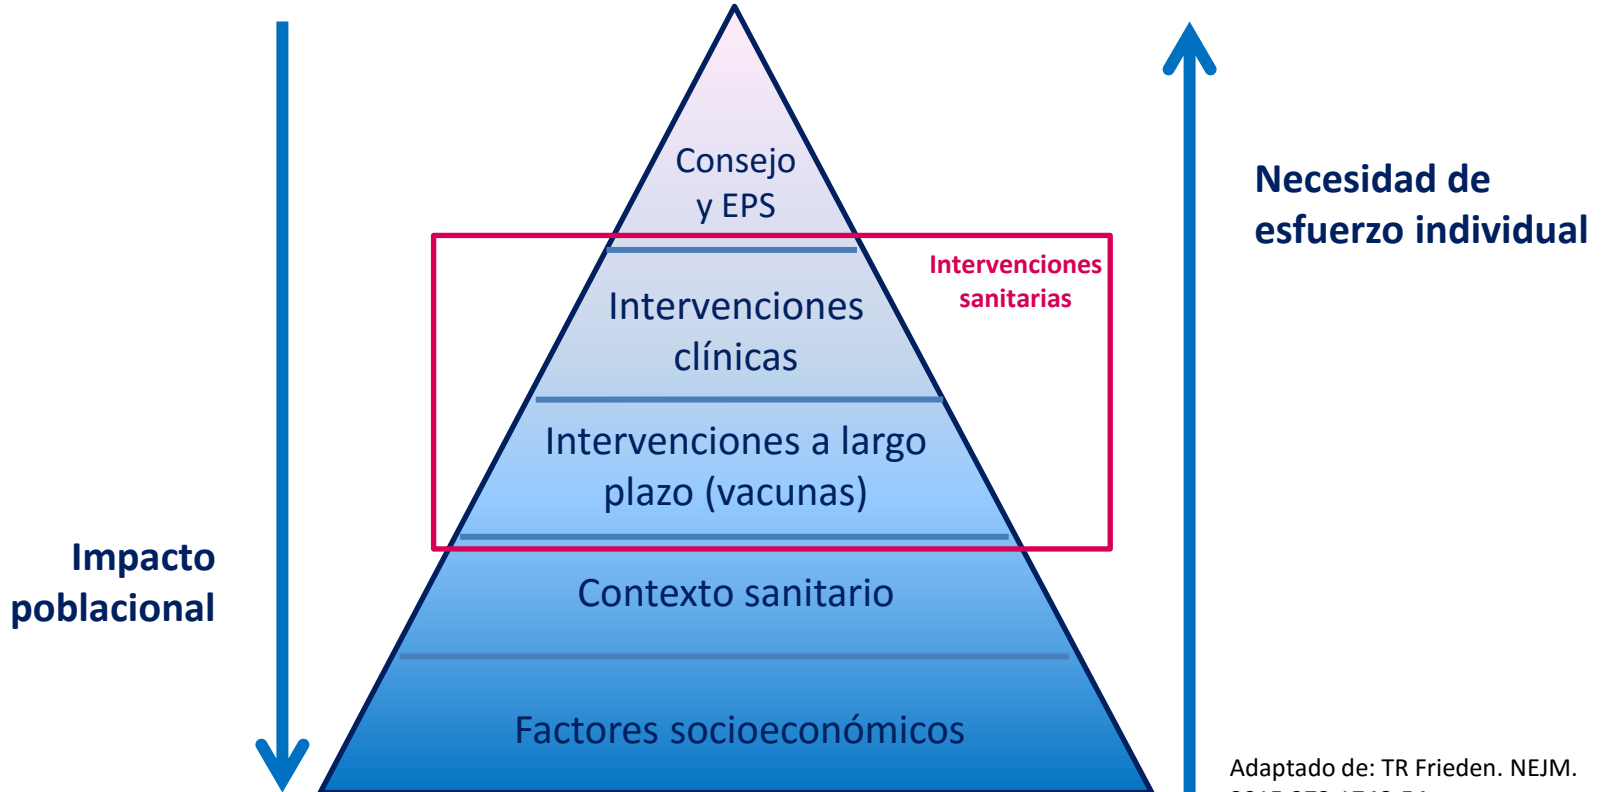 Consejo
y EPS
Necesidad de
esfuerzo individual
Intervenciones
sanitarias
Intervenciones
clínicas
Intervenciones a largo
plazo (vacunas)
Impacto
poblacional
Contexto sanitario
Factores socioeconómicos
Adaptado de: TR Frieden. NEJM.